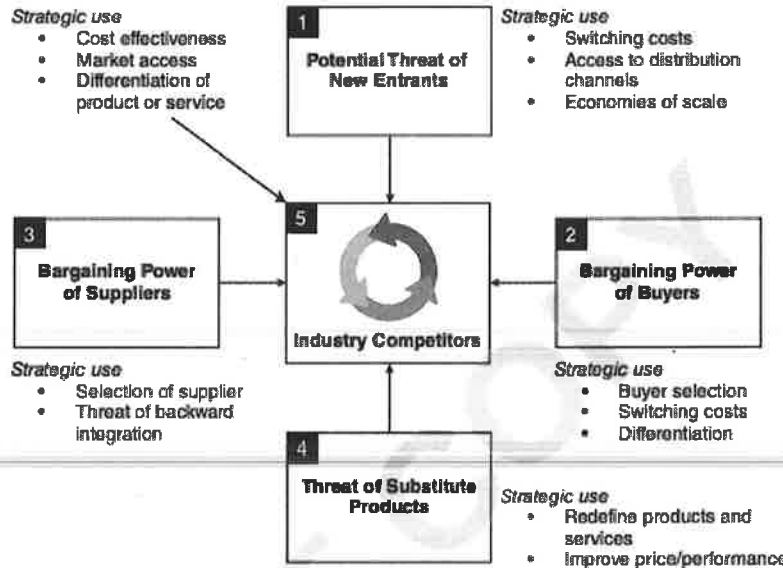 Strategic use
• Cost effectiveness
• Market access
• Differentiation of
product or service
1
Potential Threat of
New Entrants
Strategic use
• Switching costs
• Access to distribution
channels
• Economies of scale
3
Bargaining Power
of Suppliers
5
Industry Competitors
2
Bargaining Power
of Buyers
Strategic use
• Selection of supplier
• Threat of backward
integration
Strategic use
• Buyer selection
• Switching costs
• Differentiation
4
Threat of Substitute
Products
Strategic use
• Redefine products and
services
• Improve price/performance
COPY